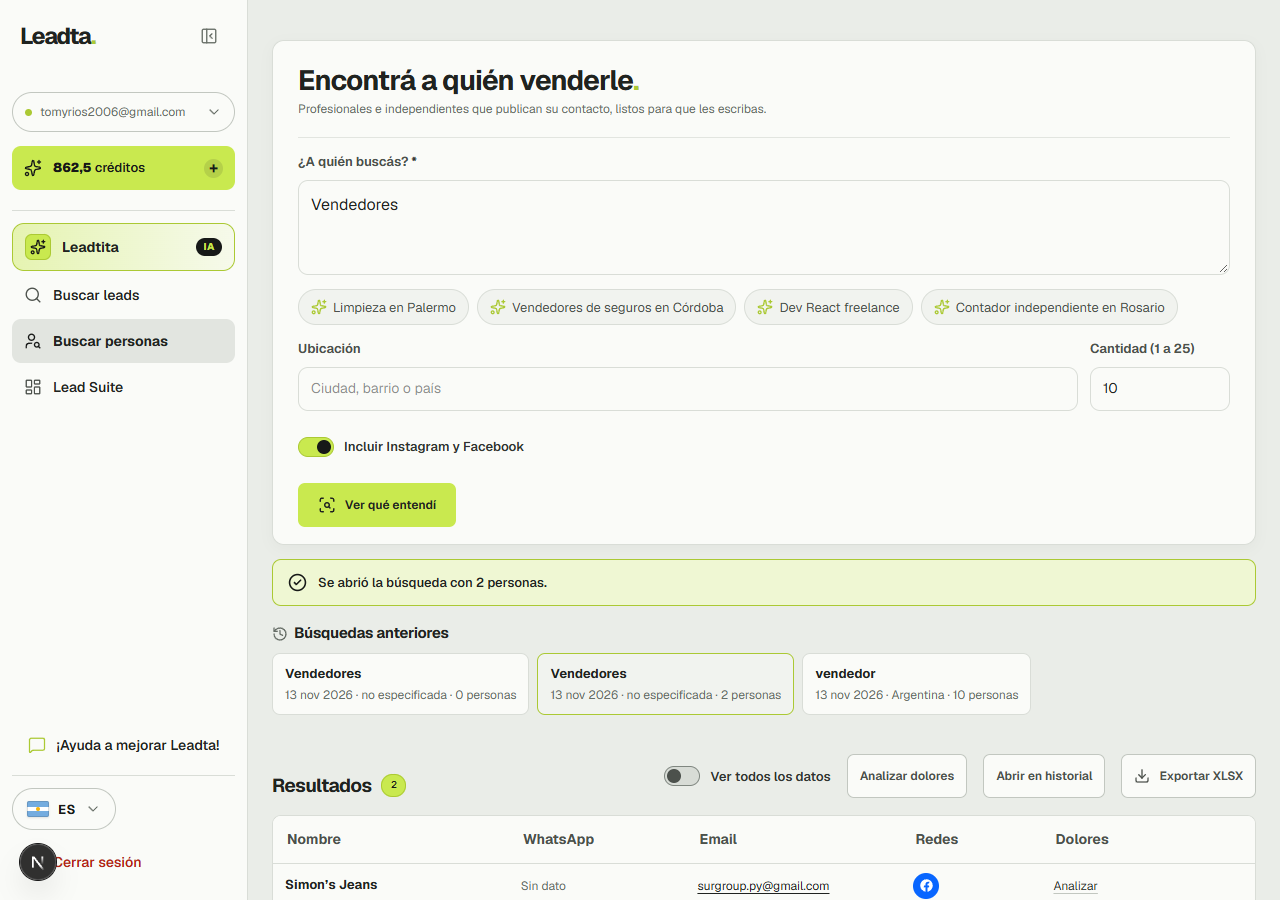 Leadta.
tomyrios2006@gmail.com
862,5 créditos
+
Leadtita
IA
Buscar leads
Buscar personas
Lead Suite
¡Ayuda a mejorar Leadta!
ES
N
Cerrar sesión
Encontrá a quién venderle.
Profesionales e independientes que publican su contacto, listos para que les escribas.
¿A quién buscás? *
Vendedores
Limpieza en Palermo
Vendedores de seguros en Córdoba
Dev React freelance
Contador independiente en Rosario
Ubicación
Cantidad (1 a 25)
Ciudad, barrio o país
10
Incluir Instagram y Facebook
Ver qué entendí
Se abrió la búsqueda con 2 personas.
Búsquedas anteriores
Vendedores
13 nov 2026 · no especificada · 0 personas
Vendedores
13 nov 2026 · no especificada · 2 personas
vendedor
13 nov 2026 · Argentina · 10 personas
Resultados 2
Ver todos los datos
Analizar dolores
Abrir en historial
Exportar XLSX
Nombre WhatsApp Email Redes Dolores
Simon's Jeans Sin dato surgroup.py@gmail.com Analizar